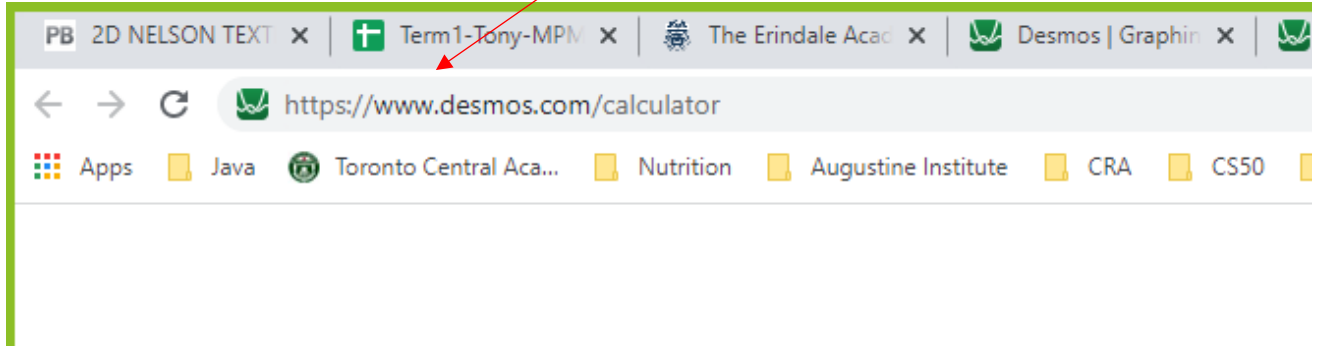 PB 2D NELSON TEXT Term1-Tony-MPM The Erindale Acad Desmos | Graphin
https://www.desmos.com/calculator
Apps Java Toronto Central Aca... Nutrition Augustine Institute CRA CS50